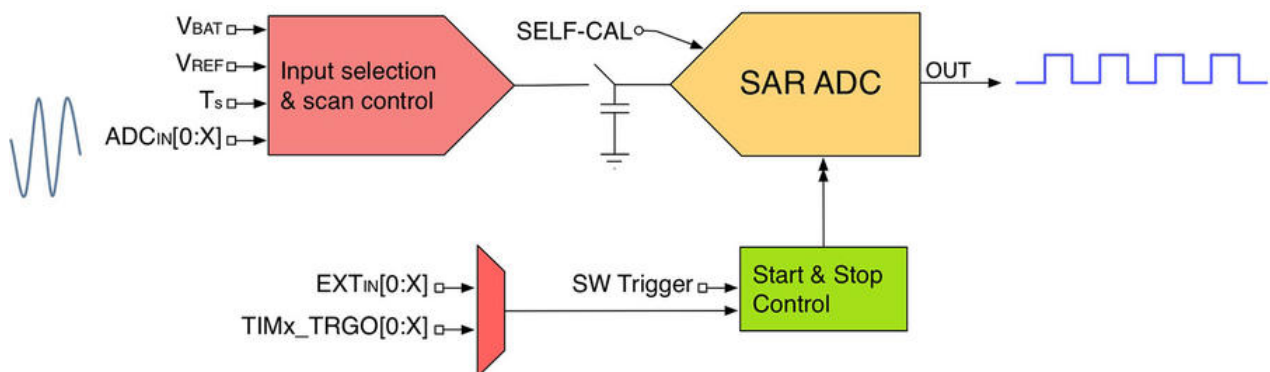 VBAT
VREF
Ts
ADCIN[0:X]
Input selection
& scan control
SELF-CAL
SAR ADC
OUT
EXTIN[0:X]
TIMx_TRGO[0:X]
SW Trigger
Start & Stop
Control